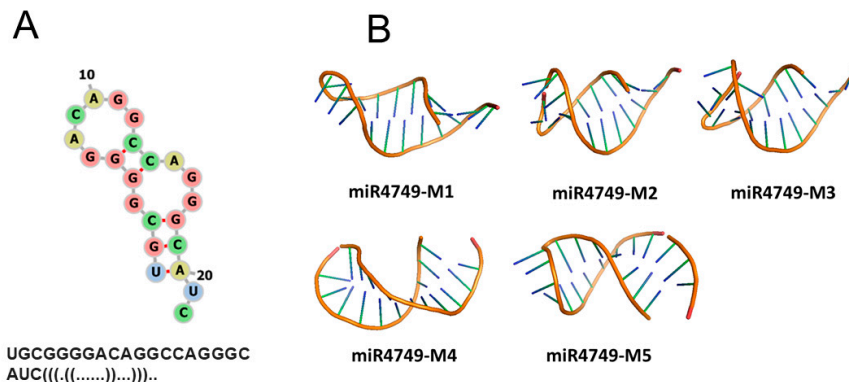 A
B
10
C A G
A G
G G C C A
G G
G G
C G
G C
U A 20
U
C
UGCGGGGACAGGCCAGGGC
AUC(((.((......))...)))..
miR4749-M1
miR4749-M2
miR4749-M3
miR4749-M4
miR4749-M5